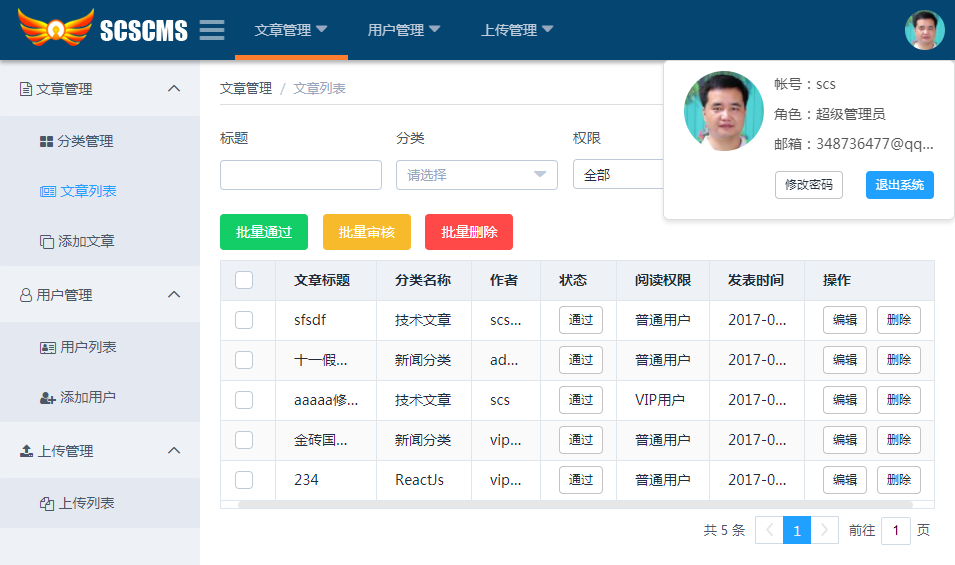 SCSCMS 文章管理 用户管理 上传管理
帐号：scs
角色：超级管理员
邮箱：348736477@qq...
修改密码 退出系统
文章管理
分类管理
文章列表
添加文章
用户管理
用户列表
添加用户
上传管理
上传列表
文章管理 / 文章列表
标题 分类 权限
请选择 全部
批量通过 批量审核 批量删除
文章标题 分类名称 作者 状态 阅读权限 发表时间 操作
sfsdf 技术文章 scs... 通过 普通用户 2017-0... 编辑 删除
十一假... 新闻分类 ad... 通过 普通用户 2017-0... 编辑 删除
aaaaa修... 技术文章 scs 通过 VIP用户 2017-0... 编辑 删除
金砖国... 新闻分类 vip... 通过 普通用户 2017-0... 编辑 删除
234 ReactJs vip... 通过 普通用户 2017-0... 编辑 删除
共 5 条 1 前往 1 页